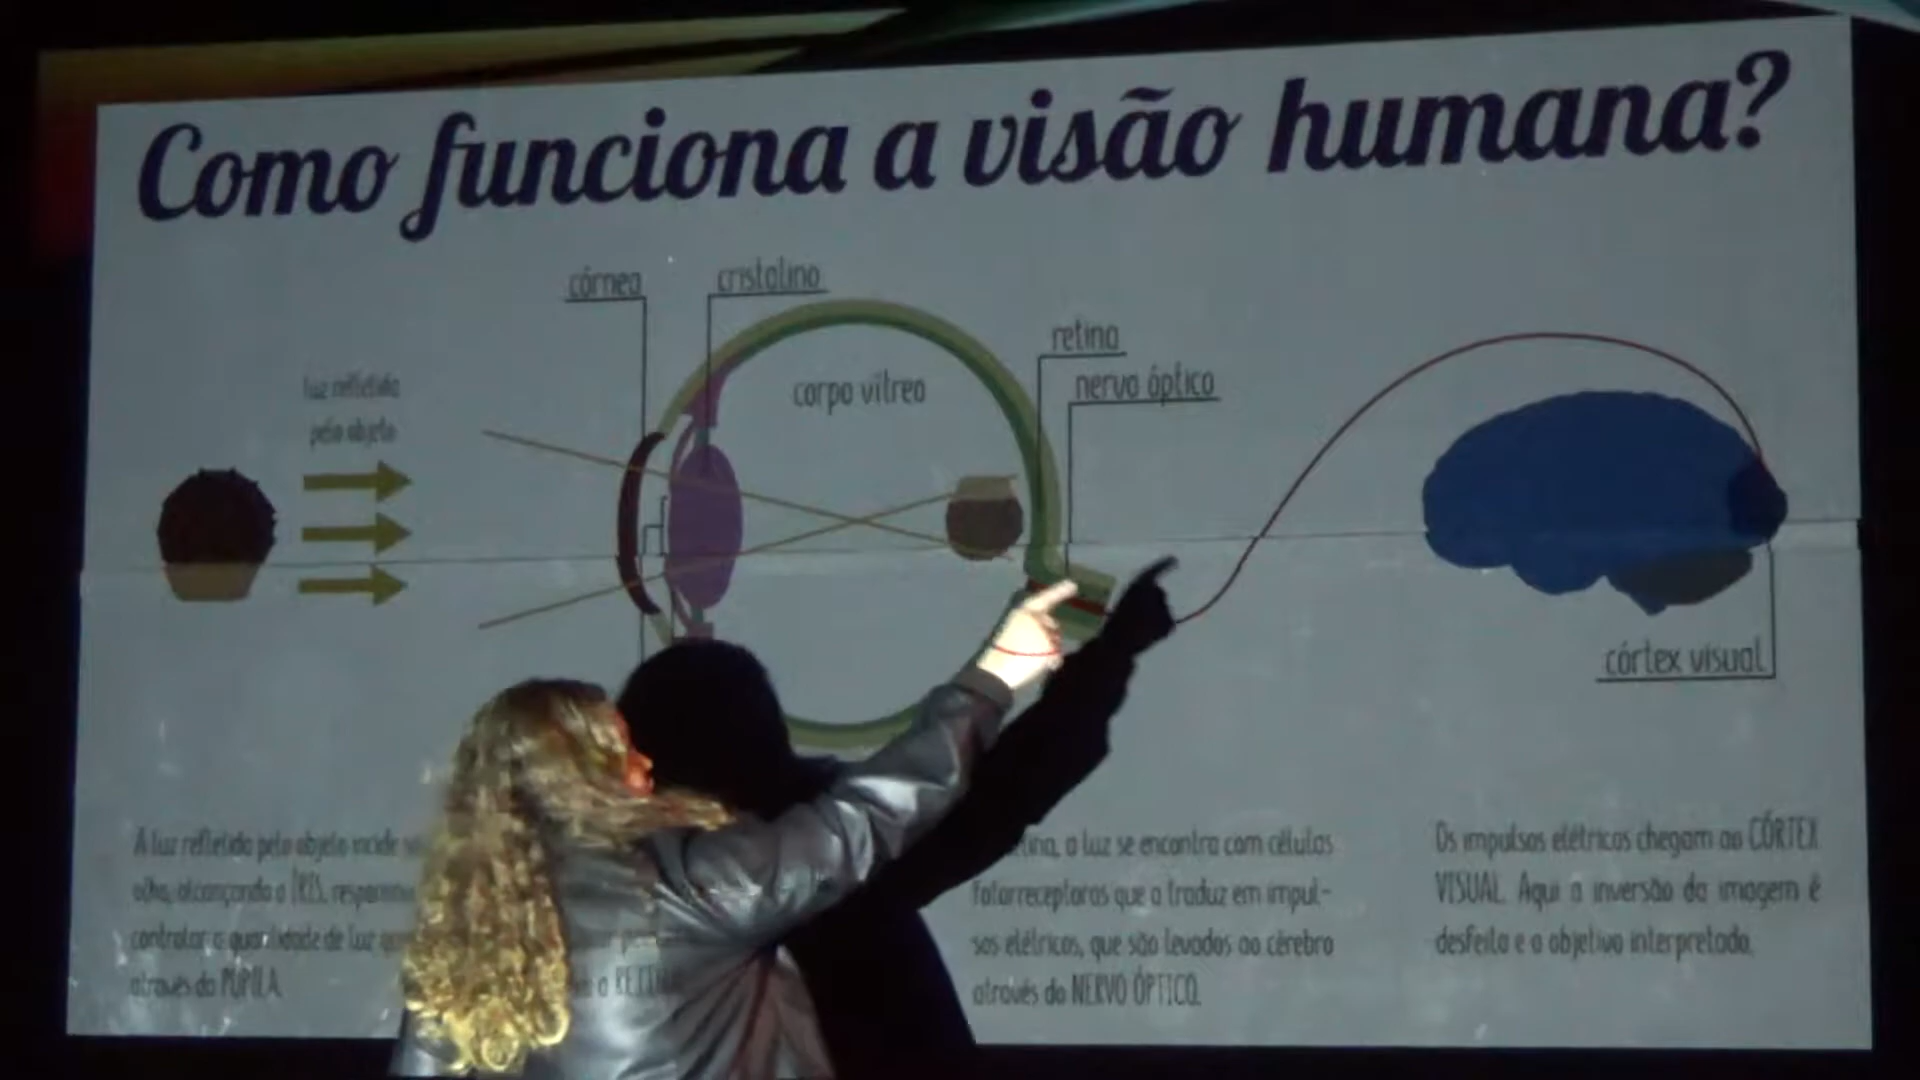 Como funciona a visão humana?
córnea
cristalino
retina
nervo óptico
luz refletida
pelo objeto
corpo vítreo
córtex visual
A luz refletida pelo objeto incide
olho, alcançando a ÍRIS,
controlar a quantidade de luz
através da PUPILA.
a RETINA
a luz se encontra com células
fotorreceptoras que a traduz em impul-
sos elétricos, que são levados ao cérebro
através do NERVO ÓPTICO.
Os impulsos elétricos chegam ao CÓRTEX
VISUAL. Aqui a inversão da imagem é
desfeita e o objetivo interpretado.